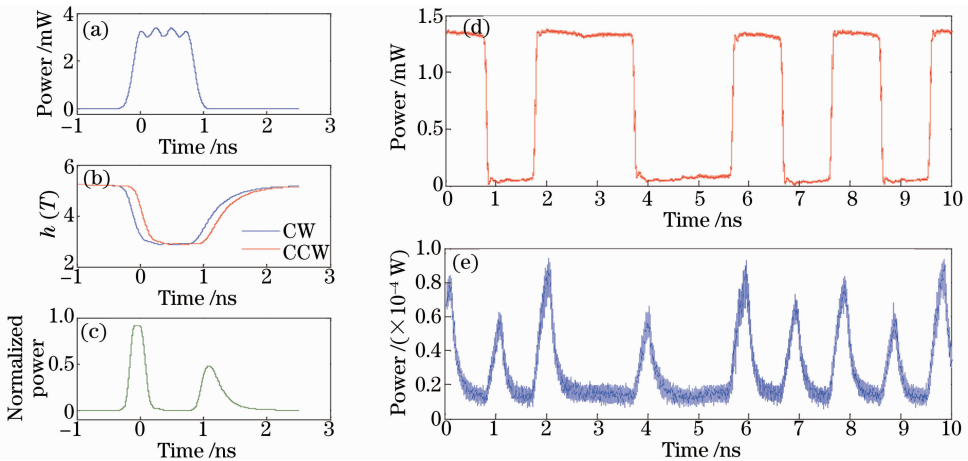 (a)
Power /mW
4
2
0
−1 0 1 2 3
Time /ns
(b)
h (T)
6
4
2
CW
CCW
−1 0 1 2 3
Time /ns
(c)
Normalized
power
1.0
0.5
0
−1 0 1 2 3
Time /ns
(d)
Power /mW
1.5
1.0
0.5
0
0 1 2 3 4 5 6 7 8 9 10
Time /ns
(e)
Power /(×10⁻⁴ W)
1.0
0.8
0.6
0.4
0.2
0
0 1 2 3 4 5 6 7 8 9 10
Time /ns